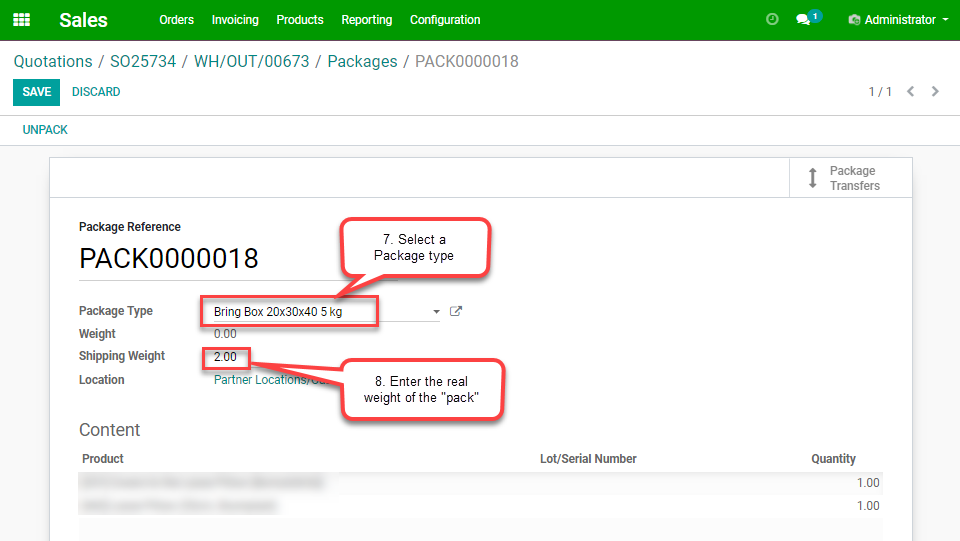 Sales Orders Invoicing Products Reporting Configuration 1 Administrator
Quotations / SO25734 / WH/OUT/00673 / Packages / PACK0000018
SAVE DISCARD 1 / 1
UNPACK
Package
Transfers
Package Reference
PACK0000018
7. Select a
Package type
Package Type Bring Box 20x30x40 5 kg
Weight 0.00
Shipping Weight 2.00
Location Partner Locations/
8. Enter the real
weight of the "pack"
Content
Product Lot/Serial Number Quantity
1.00
1.00